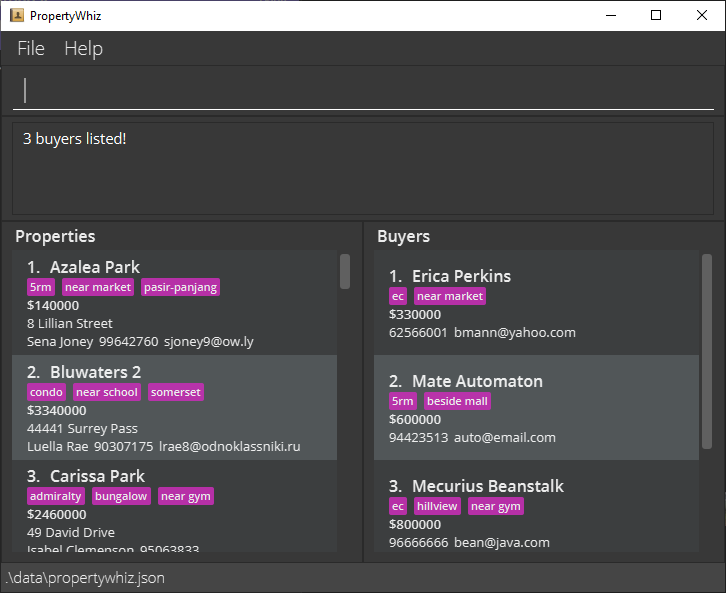 PropertyWhiz
File Help
3 buyers listed!
Properties
1. Azalea Park
5rm near market pasir-panjang
$140000
8 Lillian Street
Sena Joney 99642760 sjoney9@ow.ly
2. Bluwaters 2
condo near school somerset
$3340000
44441 Surrey Pass
Luella Rae 90307175 lrae8@odnoklassniki.ru
3. Carissa Park
admiralty bungalow near gym
$2460000
49 David Drive
Isabel Clemenson 95063833
Buyers
1. Erica Perkins
ec near market
$330000
62566001 bmann@yahoo.com
2. Mate Automaton
5rm beside mall
$600000
94423513 auto@email.com
3. Mecurius Beanstalk
ec hillview near gym
$800000
96666666 bean@java.com
.\data\propertywhiz.json